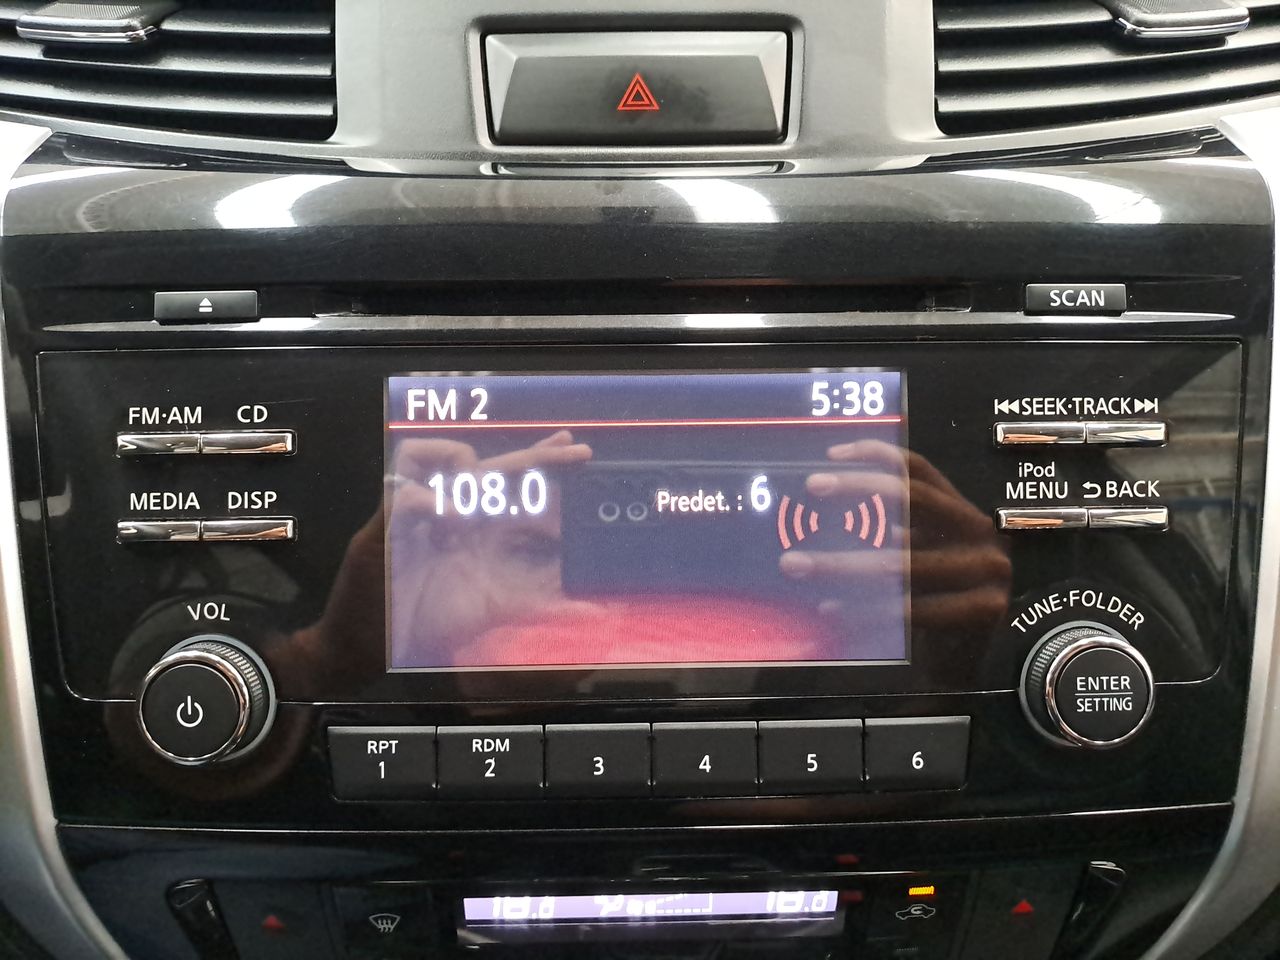 SCAN
FM·AM CD
FM 2 5:38
SEEK·TRACK
108.0 Predet. : 6
iPod
MEDIA DISP
MENU BACK
VOL
TUNE·FOLDER
ENTER
SETTING
RPT
1
RDM
2
3
4
5
6